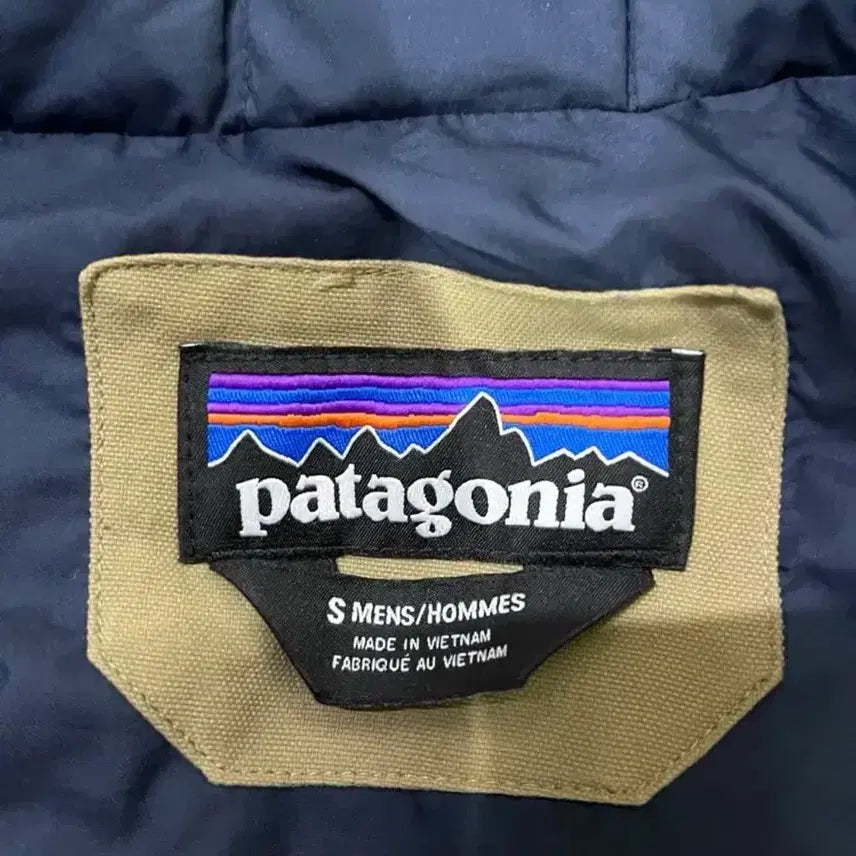 patagonia®
S MENS/HOMMES
MADE IN VIETNAM
FABRIQUÉ AU VIETNAM